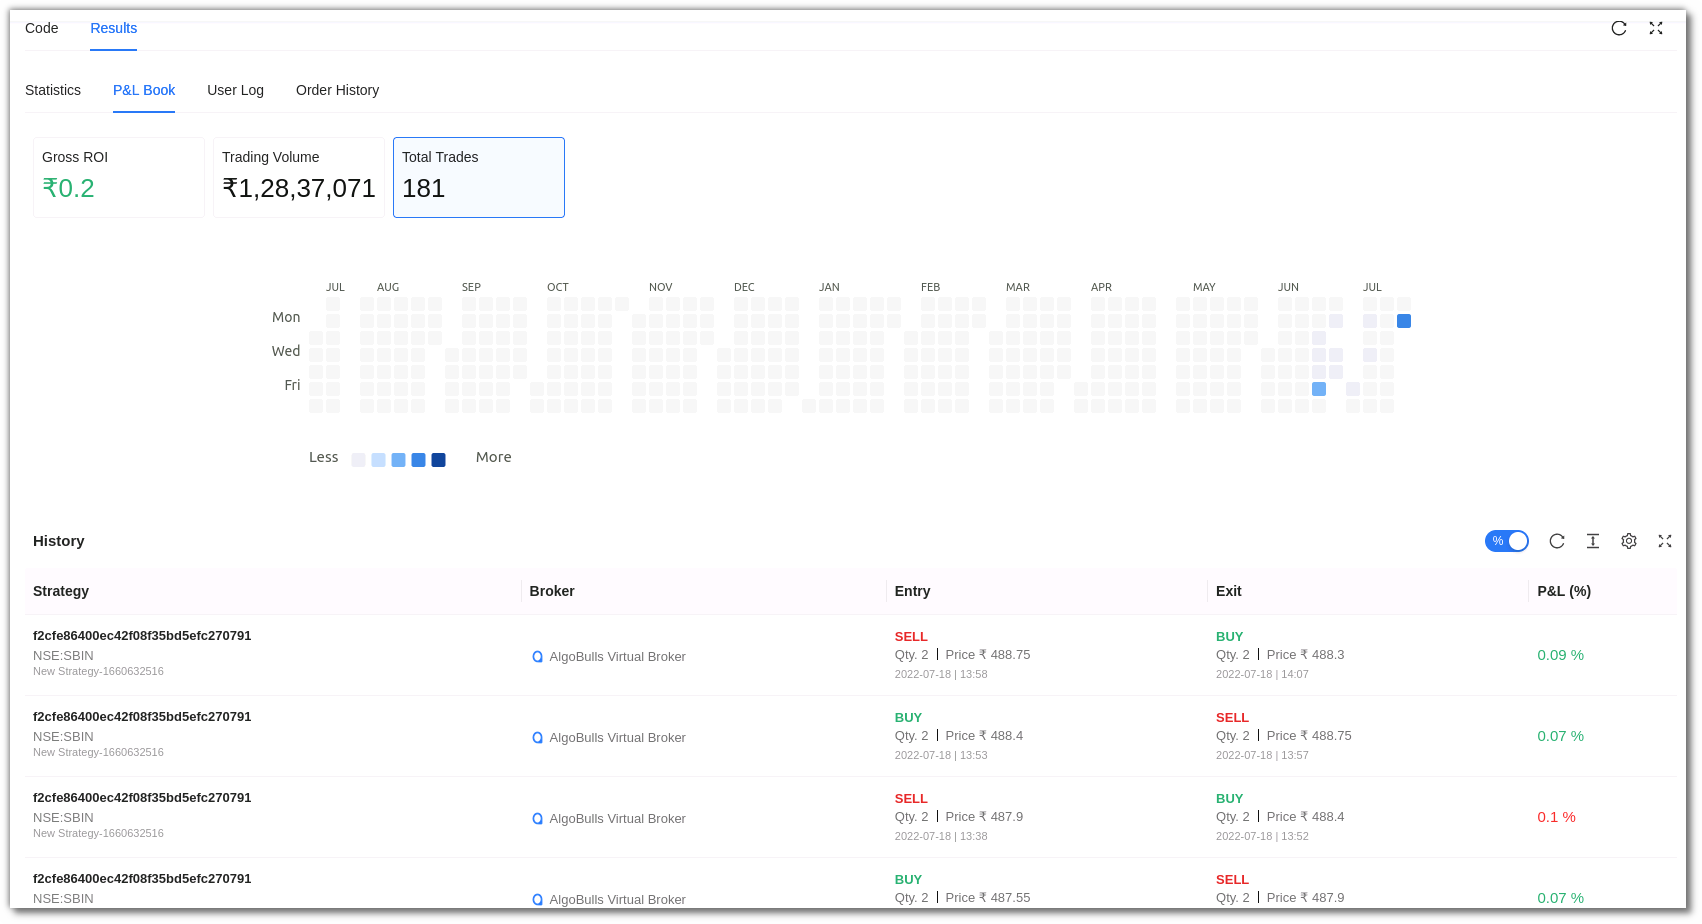 Code Results
Statistics P&L Book User Log Order History
Gross ROI Trading Volume Total Trades
₹0.2 ₹1,28,37,071 181
JUL AUG SEP OCT NOV DEC JAN FEB MAR APR MAY JUN JUL
Mon
Wed
Fri
Less More
History %
Strategy Broker Entry Exit P&L (%)
f2cfe86400ec42f08f35bd5efc270791 SELL BUY
NSE:SBIN AlgoBulls Virtual Broker Qty. 2 | Price ₹ 488.75 Qty. 2 | Price ₹ 488.3 0.09 %
New Strategy-1660632516 2022-07-18 | 13:58 2022-07-18 | 14:07
f2cfe86400ec42f08f35bd5efc270791 BUY SELL
NSE:SBIN AlgoBulls Virtual Broker Qty. 2 | Price ₹ 488.4 Qty. 2 | Price ₹ 488.75 0.07 %
New Strategy-1660632516 2022-07-18 | 13:53 2022-07-18 | 13:57
f2cfe86400ec42f08f35bd5efc270791 SELL BUY
NSE:SBIN AlgoBulls Virtual Broker Qty. 2 | Price ₹ 487.9 Qty. 2 | Price ₹ 488.4 0.1 %
New Strategy-1660632516 2022-07-18 | 13:38 2022-07-18 | 13:52
f2cfe86400ec42f08f35bd5efc270791 BUY SELL
NSE:SBIN AlgoBulls Virtual Broker Qty. 2 | Price ₹ 487.55 Qty. 2 | Price ₹ 487.9 0.07 %